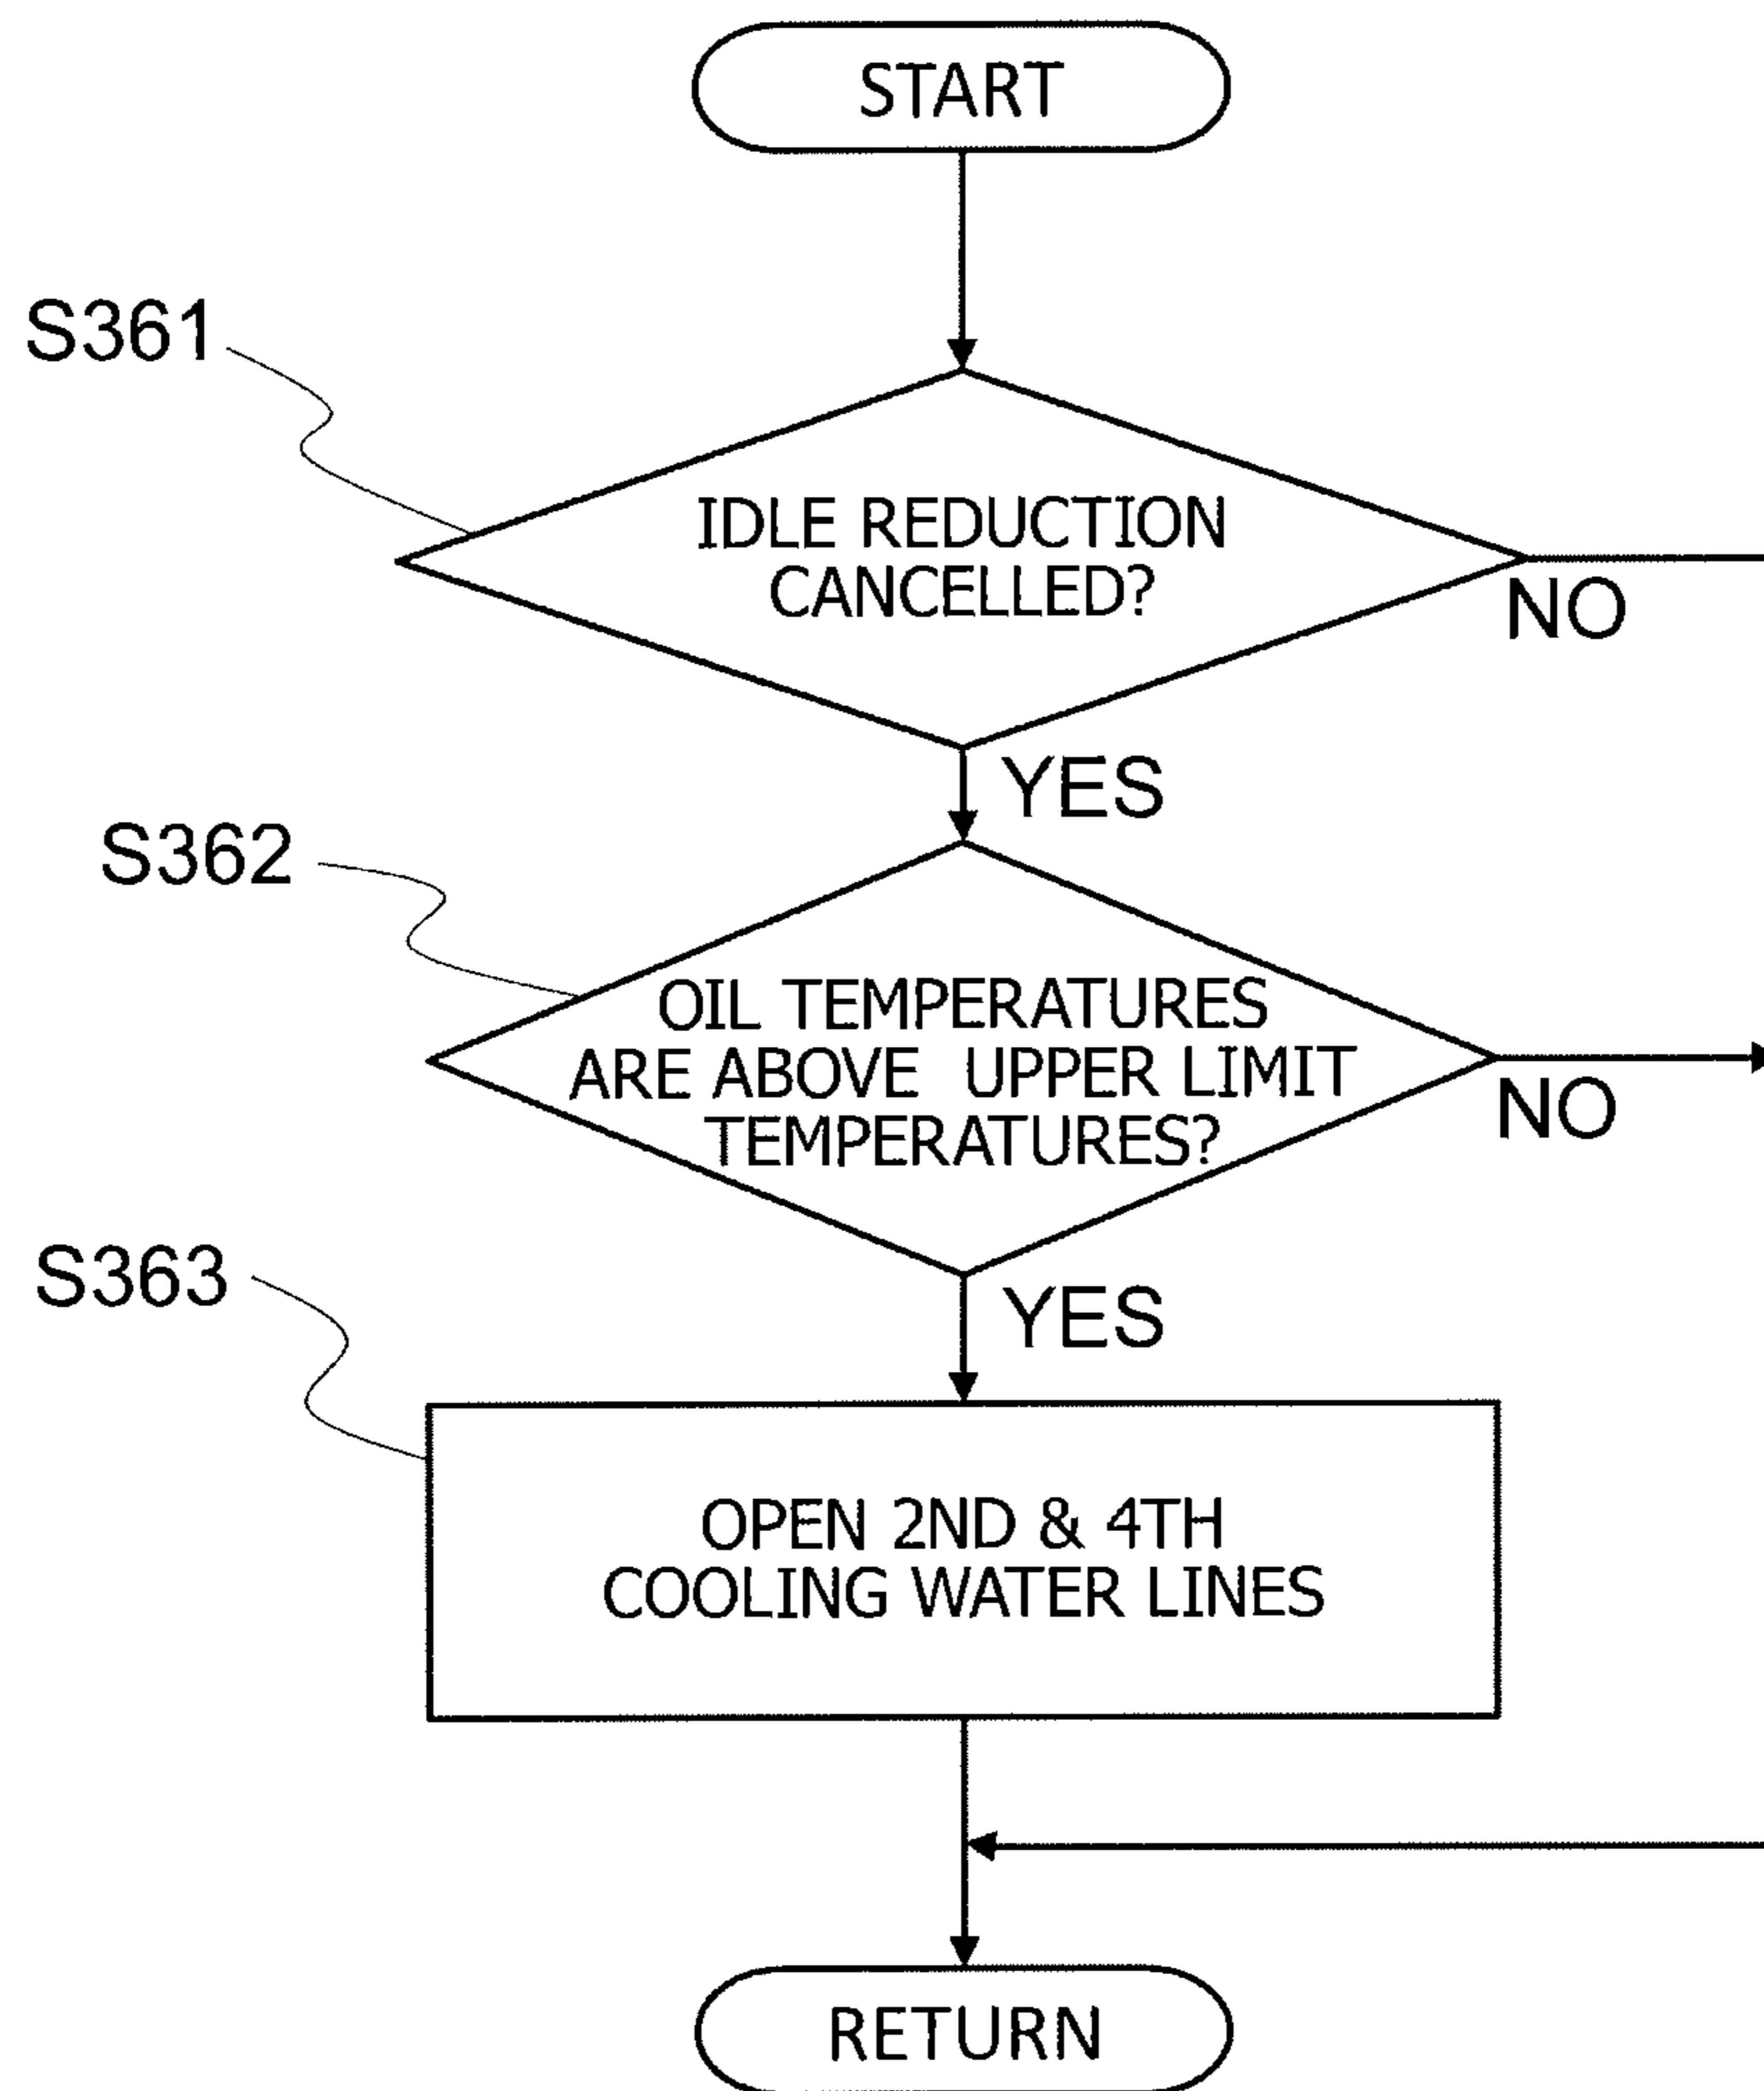 START
S361
IDLE REDUCTION
CANCELLED?
NO
YES
S362
OIL TEMPERATURES
ARE ABOVE UPPER LIMIT
TEMPERATURES?
NO
YES
S363
OPEN 2ND & 4TH
COOLING WATER LINES
RETURN